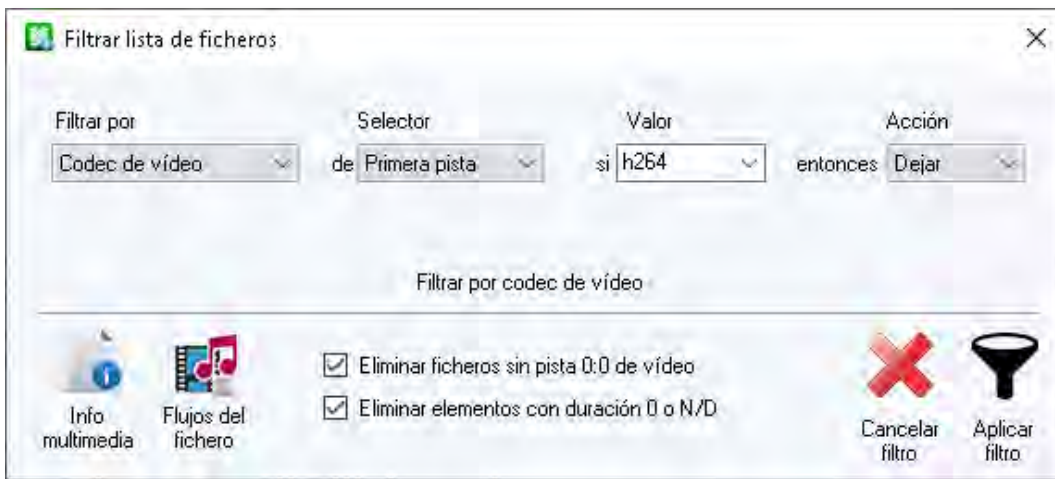 Filtrar lista de ficheros
Filtrar por Selector Valor Acción
Codec de vídeo de Primera pista si h264 entonces Dejar
Filtrar por codec de vídeo
Eliminar ficheros sin pista 0:0 de vídeo
Eliminar elementos con duración 0 o N/D
Info
multimedia
Flujos del
fichero
Cancelar
filtro
Aplicar
filtro